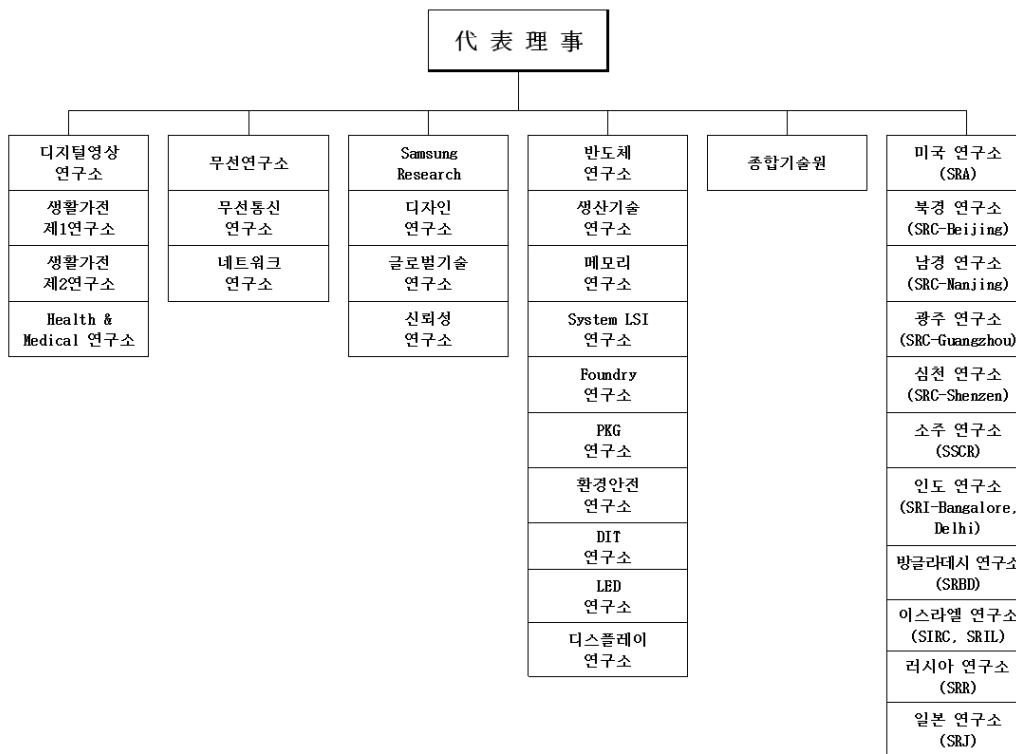 代 表 理 事
디지털영상
연구소
생활가전
제1연구소
생활가전
제2연구소
Health &
Medical 연구소
무선연구소
무선통신
연구소
네트워크
연구소
Samsung
Research
디자인
연구소
글로벌기술
연구소
신뢰성
연구소
반도체
연구소
생산기술
연구소
메모리
연구소
System LSI
연구소
Foundry
연구소
PKG
연구소
환경안전
연구소
DIT
연구소
LED
연구소
디스플레이
연구소
종합기술원
미국 연구소
(SRA)
북경 연구소
(SRC-Beijing)
남경 연구소
(SRC-Nanjing)
광주 연구소
(SRC-Guangzhou)
심천 연구소
(SRC-Shenzen)
소주 연구소
(SSCR)
인도 연구소
(SRI-Bangalore,
Delhi)
방글라데시 연구소
(SRBD)
이스라엘 연구소
(SIRC, SRIL)
러시아 연구소
(SRR)
일본 연구소
(SRJ)